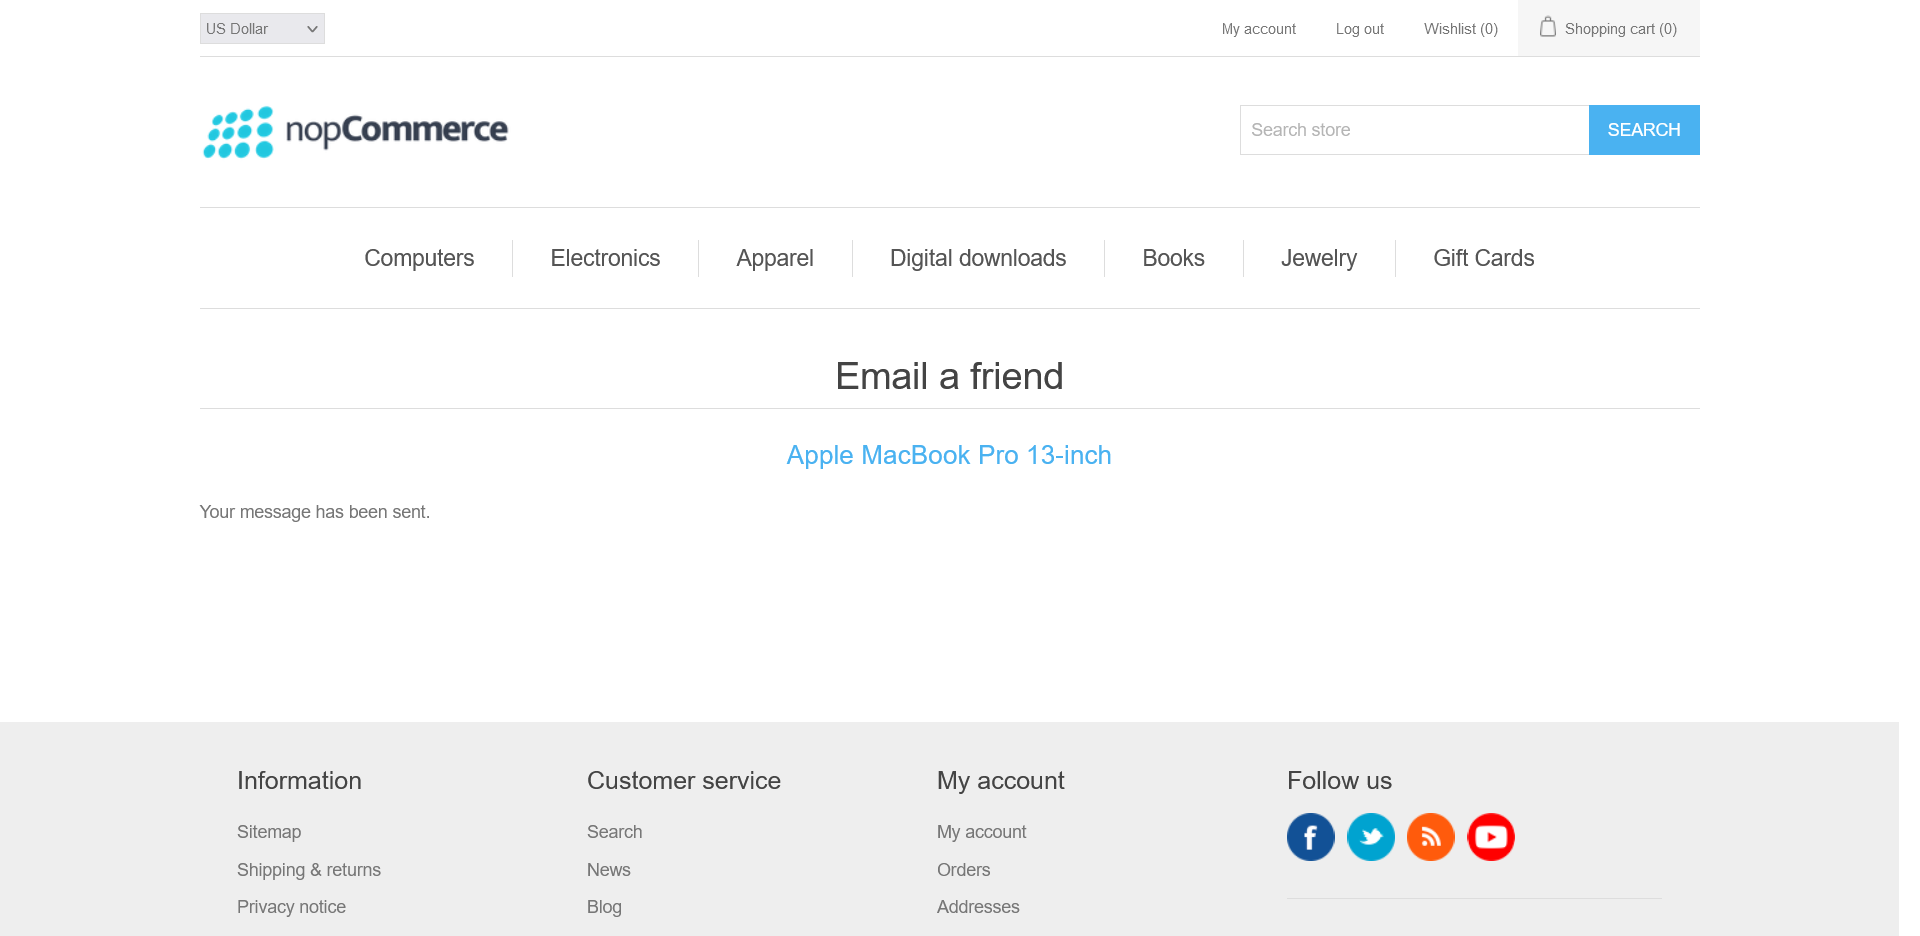 US Dollar
My account
Log out
Wishlist (0)
Shopping cart (0)
nopCommerce
Search store
SEARCH
Computers
Electronics
Apparel
Digital downloads
Books
Jewelry
Gift Cards
Email a friend
Apple MacBook Pro 13-inch
Your message has been sent.
Information
Sitemap
Shipping & returns
Privacy notice
Customer service
Search
News
Blog
My account
My account
Orders
Addresses
Follow us